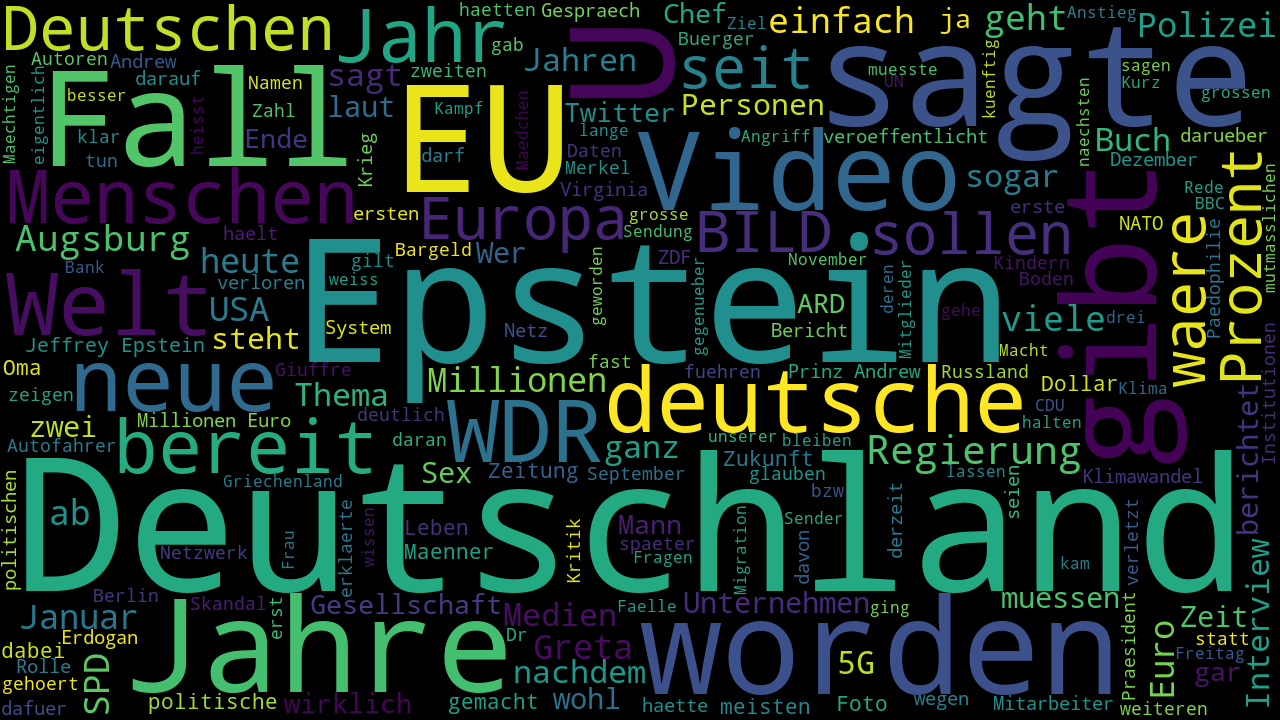 Deutschen
Jahr
haetten
Gespraech
Chef
Ziel
einfach
ja
geht
Anstieg
Polizei
Autoren
Andrew
gab
U
Buerger
sagte
Maechtigen
eigentlich
darauf
sagt
zweiten
Jahren
seit
muesste
UN
kuenftig
sagen
Kurz
grossen
Fall
besser
heisst
Namen
Zahl
laut
EU
Kampf
Twitter
Personen
klar
tun
Ende
Krieg
darf
Maedchen
lange
Daten
Merkel
Angriff
veroeffentlicht
Video
naechsten
Buch
darueber
Dezember
Menschen
Virginia
sogar
gibt
Prozent
Rede
BBC
mutmasslichen
ersten
Europa
grosse
Sendung
BILD
sollen
erste
NATO
waere
Paedophilie
Augsburg
haelt
Bargeld
Wer
ZDF
November
Kindern
Boden
Welt
Bank
heute
verloren
Epstein
gilt
weiss
geworden
gegenueber
deren
Mitglieder
USA
System
Netz
ARD
Bericht
gehe
viele
drei
Jeffrey Epstein
steht
fast
Macht
Institutionen
Oma
zeigen
neue
Giuffre
Thema
Millionen
fuehren
Prinz Andrew
Russland
Dollar
Klima
zwei
Millionen Euro
deutlich
WDR
deutsche
CDU
halten
berichtet
Autofahrer
bereit
daran
ganz
unserer
bleiben
Regierung
Griechenland
Sex
Zeitung
September
Zukunft
glauben
lassen
seien
Klimawandel
politischen
ab
Deutschland
bzw
derzeit
Netzwerk
Frau
erklaerte
wissen
Leben
Maenner
Kritik
Mann
spaeter
Fragen
Migration
Sender
davon
verletzt
Interview
Berlin
kam
Januar
Skandal
erst
Jahre
Gesellschaft
Medien
Faelle
Unternehmen
ging
muessen
Praesident
Zeit
Erdogan
Dr
Greta
worden
statt
dabei
Rolle
SPD
nachdem
5G
Euro
Freitag
gar
gehoert
dafuer
politische
wirklich
gemacht
wohl
haette
meisten
Foto
wegen
Mitarbeiter
weiteren